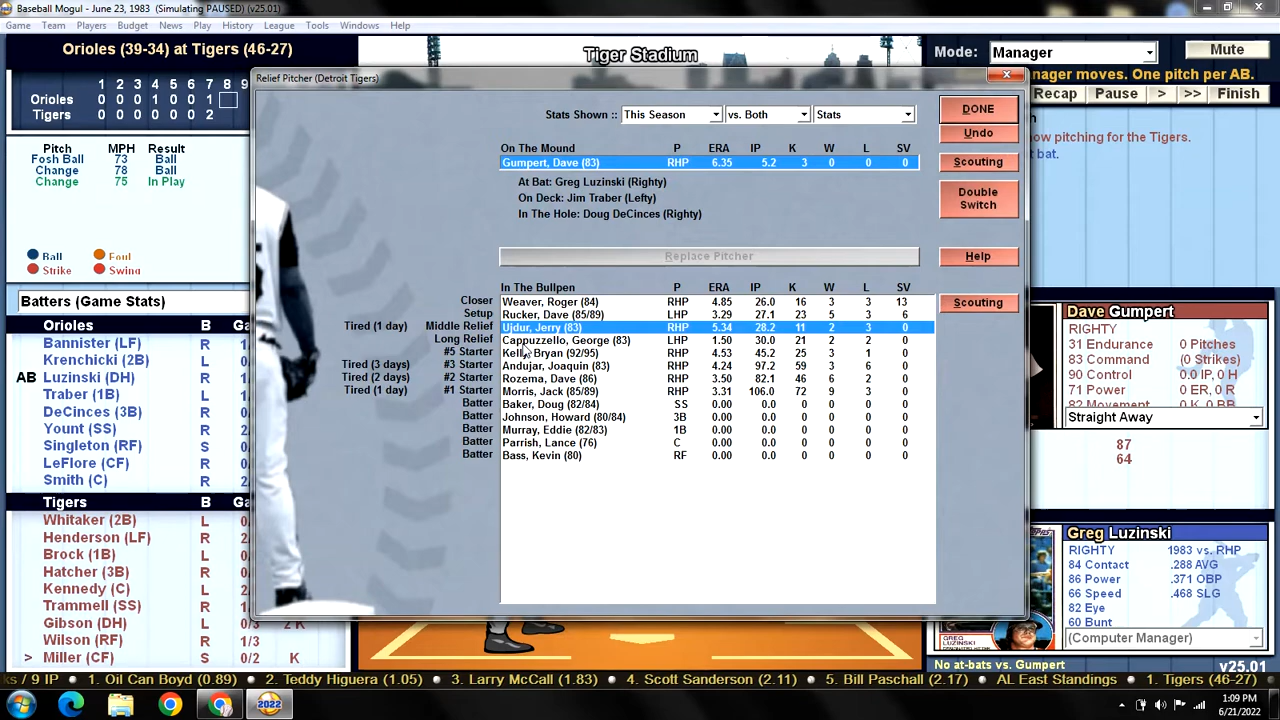 Baseball Mogul - June 23, 1983 (Simulating PAUSED) (v25.01)
Game Team Players Budget News Play History League Tools Windows Help
Orioles (39-34) at Tigers (46-27)
1 2 3 4 5 6 7 8 9
Orioles 0 0 0 1 0 0 1
Tigers 0 0 0 0 0 0 2
Pitch MPH Result
Fosh Ball 73 Ball
Change 78 Ball
Change 75 In Play
Ball Foul
Strike Swing
Batters (Game Stats)
Orioles B
Bannister (LF) R
Krenchicki (2B) L
AB Luzinski (DH) R
Traber (1B) L
DeCinces (3B) R
Yount (SS) R
Singleton (RF) S
LeFlore (CF) R
Smith (C) R
Tigers B
Whitaker (2B) L
Henderson (LF) R
Brock (1B) L
Hatcher (3B) R
Kennedy (C) L
Trammell (SS) R
Gibson (DH) L 0/3 2 K
Wilson (RF) R 1/3
> Miller (CF) S 0/2 K
Tiger Stadium
Mode: Manager
Mute
nager moves. One pitch per AB.
Recap Pause > >> Finish
now pitching for the Tigers.
t bat.
Relief Pitcher (Detroit Tigers)
Stats Shown :: This Season vs. Both Stats
DONE
Undo
Scouting
Double Switch
Help
Scouting
On The Mound P ERA IP K W L SV
Gumpert, Dave (83) RHP 6.35 5.2 3 0 0 0
At Bat: Greg Luzinski (Righty)
On Deck: Jim Traber (Lefty)
In The Hole: Doug DeCinces (Righty)
Replace Pitcher
In The Bullpen P ERA IP K W L SV
Closer Weaver, Roger (84) RHP 4.85 26.0 16 3 3 13
Setup Rucker, Dave (85/89) LHP 3.29 27.1 23 5 3 6
Tired (1 day) Middle Relief Ujdur, Jerry (83) RHP 5.34 28.2 11 2 3 0
Long Relief Cappuzzello, George (83) LHP 1.50 30.0 21 2 2 0
#5 Starter Kelly, Bryan (92/95) RHP 4.53 45.2 25 3 1 0
Tired (3 days) #3 Starter Andujar, Joaquin (83) RHP 4.24 97.2 59 3 6 0
Tired (2 days) #2 Starter Rozema, Dave (86) RHP 3.50 82.1 46 6 2 0
Tired (1 day) #1 Starter Morris, Jack (85/89) RHP 3.31 106.0 72 9 3 0
Batter Baker, Doug (82/84) SS 0.00 0.0 0 0 0 0
Batter Johnson, Howard (80/84) 3B 0.00 0.0 0 0 0 0
Batter Murray, Eddie (82/83) 1B 0.00 0.0 0 0 0 0
Batter Parrish, Lance (76) C 0.00 0.0 0 0 0 0
Batter Bass, Kevin (80) RF 0.00 0.0 0 0 0 0
Dave Gumpert
RIGHTY
31 Endurance 0 Pitches
83 Command (0 Strikes)
90 Control 0.0 IP, 0 H
71 Power 0 ER, 0 R
82 Movement 0 K, 0 BB
Straight Away
87
64
Greg Luzinski
RIGHTY 1983 vs. RHP
84 Contact .288 AVG
86 Power .371 OBP
66 Speed .468 SLG
82 Eye
60 Bunt
(Computer Manager)
GREG LUZINSKI
No at-bats vs. Gumpert v25.01
ks / 9 IP • 1. Oil Can Boyd (0.89) • 2. Teddy Higuera (1.05) • 3. Larry McCall (1.83) • 4. Scott Sanderson (2.11) • 5. Bill Paschall (2.17) • AL East Standings • 1. Tigers (46-27)
2022
1:09 PM
6/21/2022